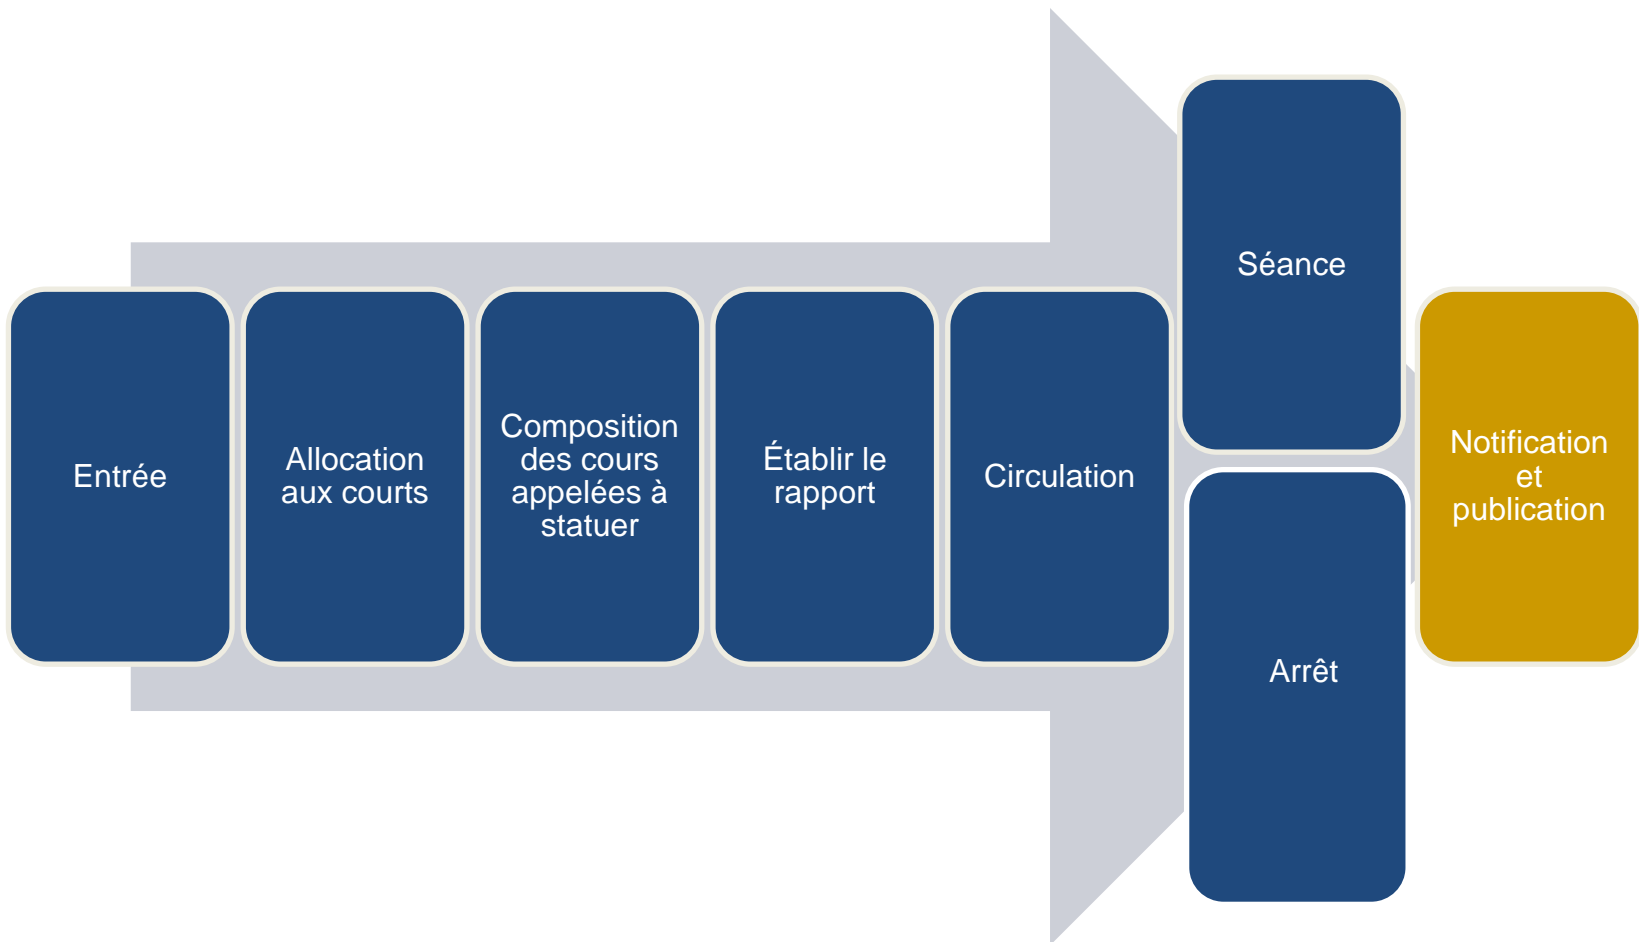 Entrée
Allocation
aux courts
Composition
des cours
appelées à
statuer
Établir le
rapport
Circulation
Séance
Arrêt
Notification
et
publication